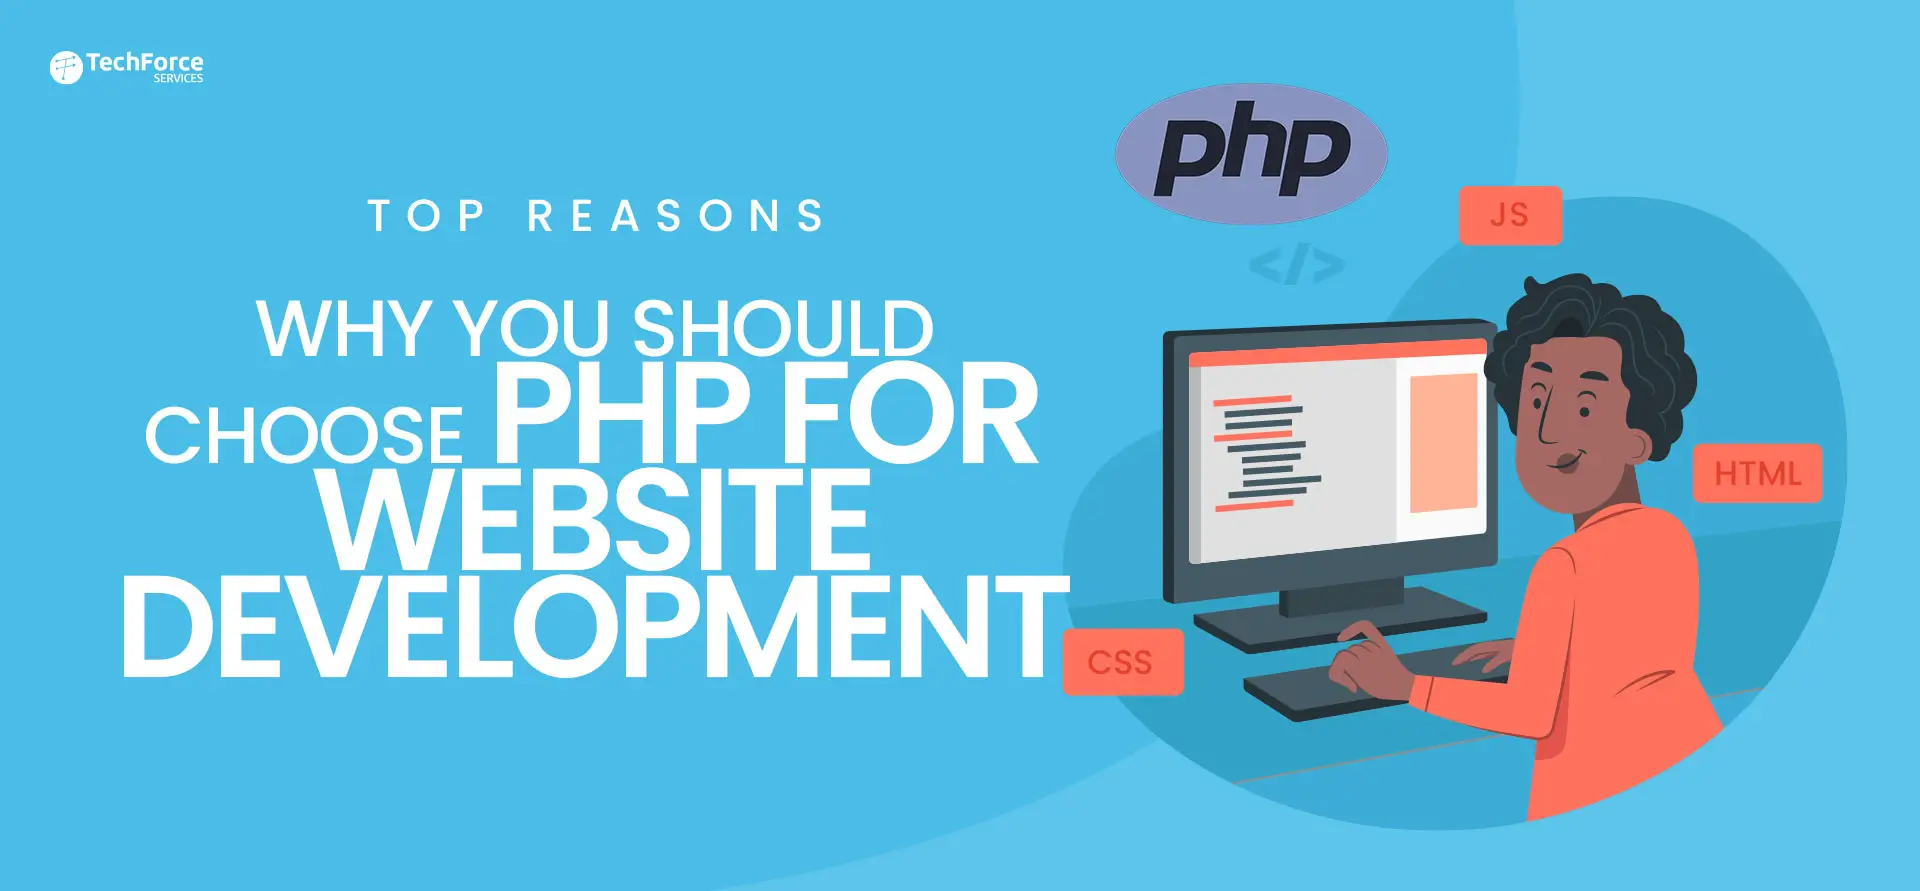 TechForce
SERVICES
TOP REASONS
WHY YOU SHOULD
CHOOSE PHP FOR
WEBSITE
DEVELOPMENT
php
</>
JS
HTML
CSS